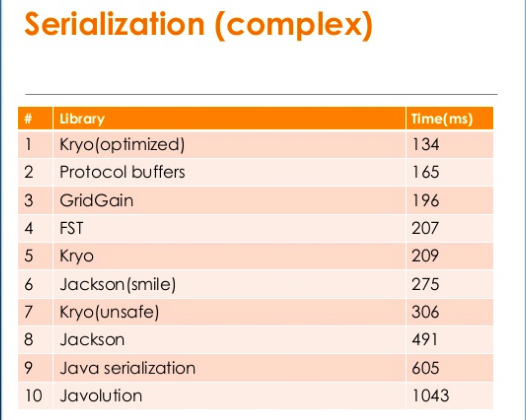 Serialization (complex)
# Library Time(ms)
1 Kryo(optimized) 134
2 Protocol buffers 165
3 GridGain 196
4 FST 207
5 Kryo 209
6 Jackson(smile) 275
7 Kryo(unsafe) 306
8 Jackson 491
9 Java serialization 605
10 Javolution 1043